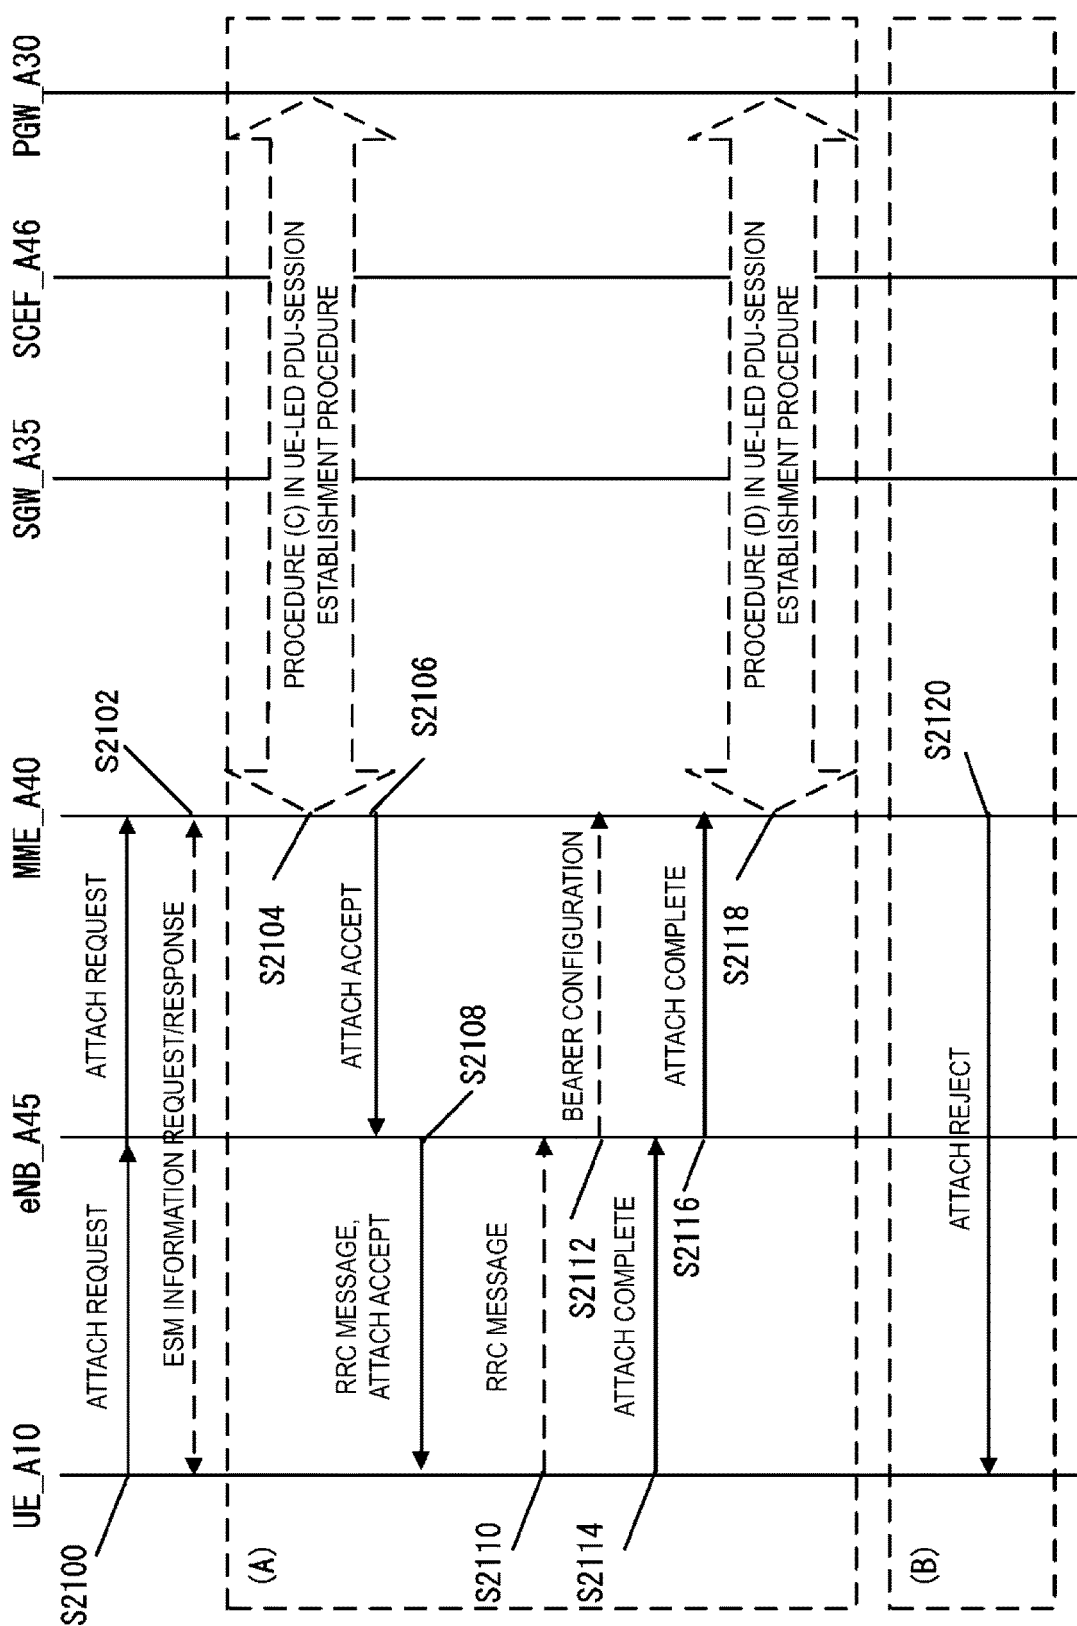 UE_A10
eNB_A45
MME_A40
SGW_A35
SCEF_A46
PGW_A30
S2100
ATTACH REQUEST
ATTACH REQUEST
S2102
ESM INFORMATION REQUEST/RESPONSE
(A)
S2104
PROCEDURE (C) IN UE-LED PDU-SESSION
ESTABLISHMENT PROCEDURE
S2106
ATTACH ACCEPT
S2108
RRC MESSAGE,
ATTACH ACCEPT
S2110
RRC MESSAGE
S2112
BEARER CONFIGURATION
S2114
ATTACH COMPLETE
S2116
ATTACH COMPLETE
S2118
PROCEDURE (D) IN UE-LED PDU-SESSION
ESTABLISHMENT PROCEDURE
(B)
S2120
ATTACH REJECT